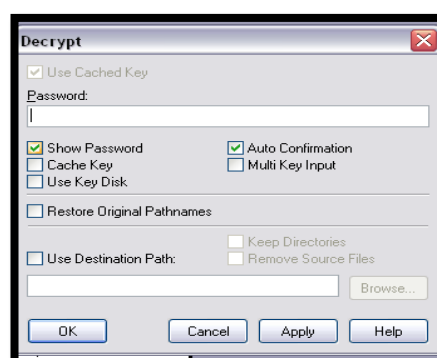 Decrypt
Use Cached Key
Password:
Show Password
Auto Confirmation
Cache Key
Multi Key Input
Use Key Disk
Restore Original Pathnames
Keep Directories
Use Destination Path:
Remove Source Files
Browse...
OK
Cancel
Apply
Help